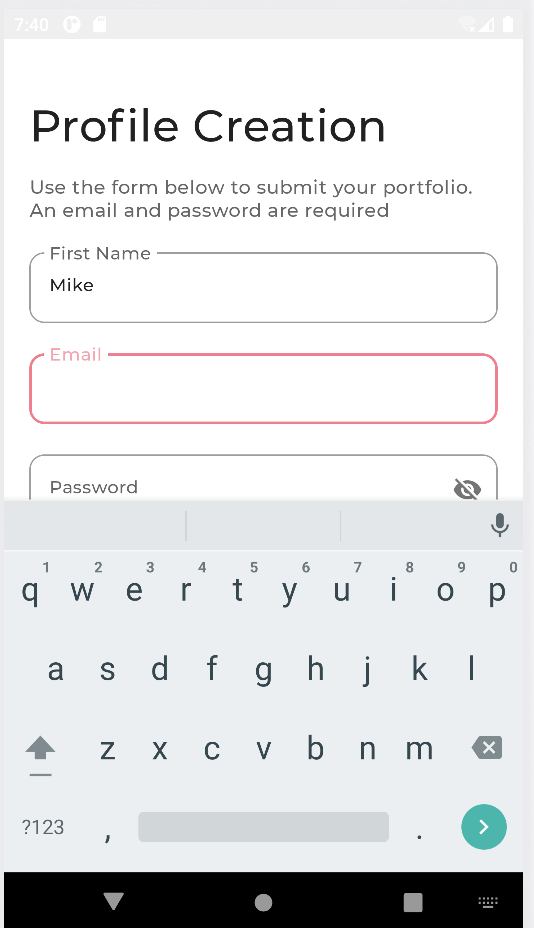 7:40
Profile Creation
Use the form below to submit your portfolio.
An email and password are required
First Name
Mike
Email
Password
1 2 3 4 5 6 7 8 9 0
q w e r t y u i o p
a s d f g h j k l
z x c v b n m
?123 , .